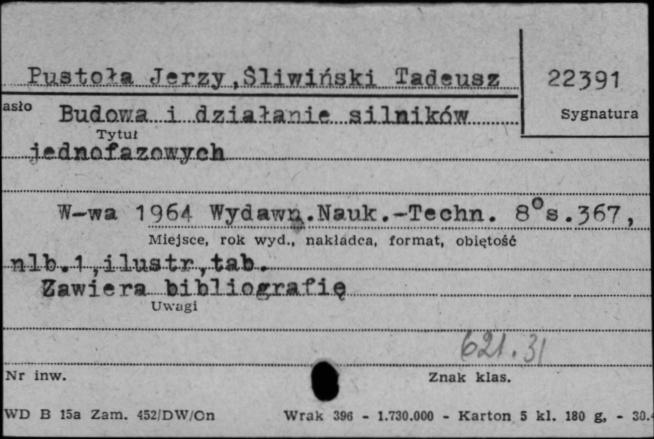 Pustoła Jerzy,Śliwiński Tadeusz
22391
asło
Sygnatura
Budowa i działanie silników
Tytuł
jednofazowych
W-wa 1964 Wydawn.Nauk.-Techn. 8° s.367,
Miejsce, rok wyd., nakładca, format, objętość
nlb.1,ilustr,tab.
Zawiera bibliografię
Uwagi
621.31
Nr inw.
Znak klas.
WD B 15a Zam. 452/DW/On Wrak 396 - 1.730.000 - Karton 5 kl. 180 g. - 30.4